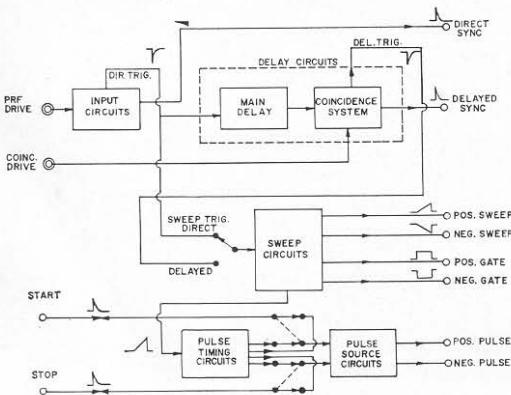 DIRECT
SYNC
DIR. TRIG.
DEL. TRIG.
DELAY CIRCUITS
PRF
DRIVE
INPUT
CIRCUITS
MAIN
DELAY
COINCIDENCE
SYSTEM
DELAYED
SYNC
COINC.
DRIVE
SWEEP TRIG.
DIRECT
DELAYED
SWEEP
CIRCUITS
POS. SWEEP
NEG. SWEEP
POS. GATE
NEG. GATE
START
PULSE
TIMING
CIRCUITS
PULSE
SOURCE
CIRCUITS
POS. PULSE
NEG. PULSE
STOP